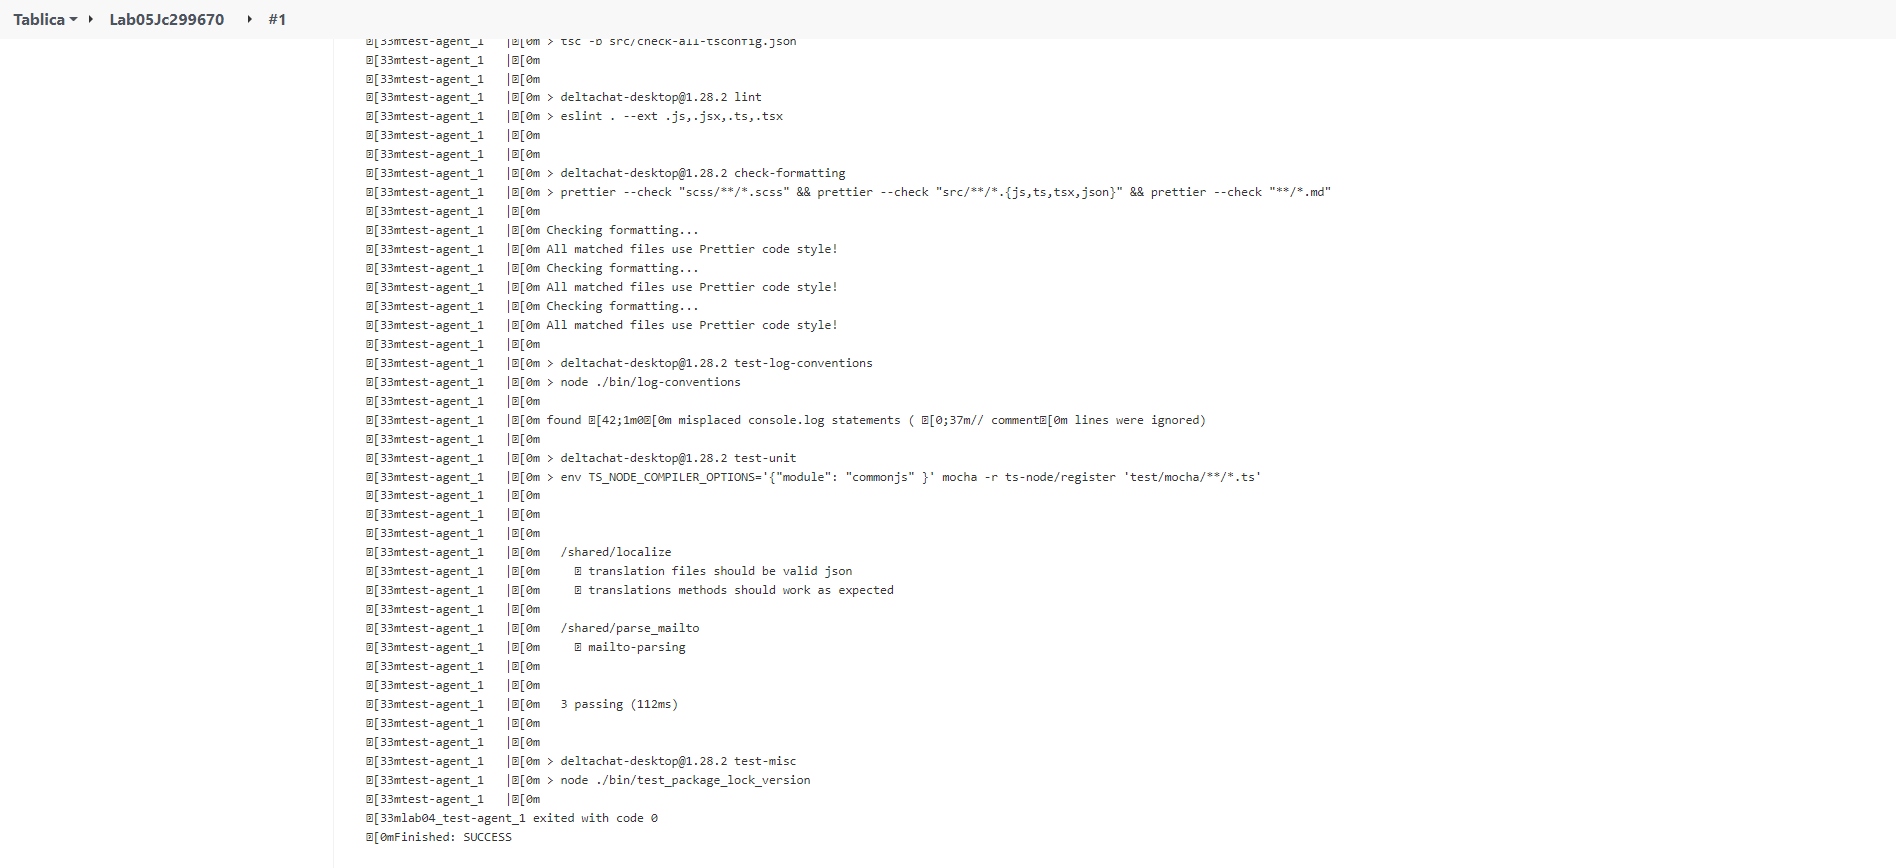 Tablica Lab05Jc299670 #1
[33mtest-agent_1 |[0m > tsc -b src/check-all-tsconfig.json
[33mtest-agent_1 |[0m
[33mtest-agent_1 |[0m
[33mtest-agent_1 |[0m > deltachat-desktop@1.28.2 lint
[33mtest-agent_1 |[0m > eslint . --ext .js,.jsx,.ts,.tsx
[33mtest-agent_1 |[0m
[33mtest-agent_1 |[0m
[33mtest-agent_1 |[0m > deltachat-desktop@1.28.2 check-formatting
[33mtest-agent_1 |[0m > prettier --check "scss/**/*.scss" && prettier --check "src/**/*.{js,ts,tsx,json}" && prettier --check "**/*.md"
[33mtest-agent_1 |[0m
[33mtest-agent_1 |[0m Checking formatting...
[33mtest-agent_1 |[0m All matched files use Prettier code style!
[33mtest-agent_1 |[0m Checking formatting...
[33mtest-agent_1 |[0m All matched files use Prettier code style!
[33mtest-agent_1 |[0m Checking formatting...
[33mtest-agent_1 |[0m All matched files use Prettier code style!
[33mtest-agent_1 |[0m
[33mtest-agent_1 |[0m > deltachat-desktop@1.28.2 test-log-conventions
[33mtest-agent_1 |[0m > node ./bin/log-conventions
[33mtest-agent_1 |[0m
[33mtest-agent_1 |[0m found [42;1m0[0m misplaced console.log statements ( [0;37m// comment[0m lines were ignored)
[33mtest-agent_1 |[0m
[33mtest-agent_1 |[0m > deltachat-desktop@1.28.2 test-unit
[33mtest-agent_1 |[0m > env TS_NODE_COMPILER_OPTIONS='{"module": "commonjs" }' mocha -r ts-node/register 'test/mocha/**/*.ts'
[33mtest-agent_1 |[0m
[33mtest-agent_1 |[0m
[33mtest-agent_1 |[0m
[33mtest-agent_1 |[0m /shared/localize
[33mtest-agent_1 |[0m translation files should be valid json
[33mtest-agent_1 |[0m translations methods should work as expected
[33mtest-agent_1 |[0m
[33mtest-agent_1 |[0m /shared/parse_mailto
[33mtest-agent_1 |[0m mailto-parsing
[33mtest-agent_1 |[0m
[33mtest-agent_1 |[0m
[33mtest-agent_1 |[0m 3 passing (112ms)
[33mtest-agent_1 |[0m
[33mtest-agent_1 |[0m
[33mtest-agent_1 |[0m > deltachat-desktop@1.28.2 test-misc
[33mtest-agent_1 |[0m > node ./bin/test_package_lock_version
[33mtest-agent_1 |[0m
[33mlab04_test-agent_1 exited with code 0
[0mFinished: SUCCESS